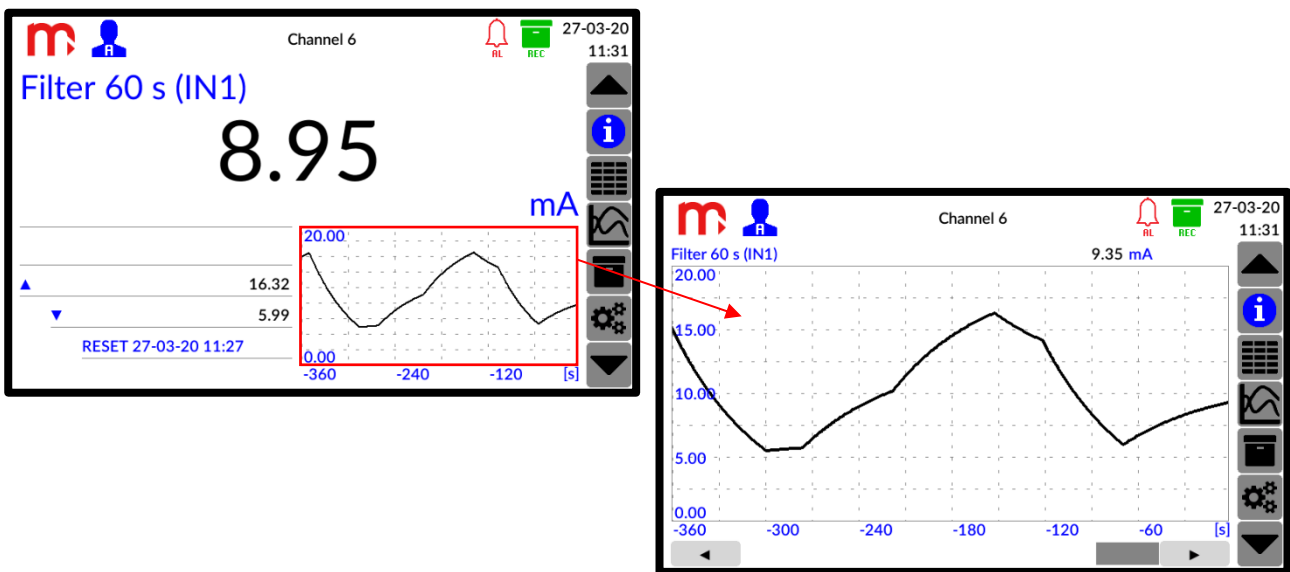 Channel 6
27-03-20
11:31
A
AL
REC
Filter 60 s (IN1)
8.95
mA
20.00
▲ 16.32
▼ 5.99
RESET 27-03-20 11:27
0.00
-360 -240 -120 [s]
Channel 6
27-03-20
11:31
A
AL
REC
Filter 60 s (IN1) 9.35 mA
20.00
15.00
10.00
5.00
0.00
-360 -300 -240 -180 -120 -60 [s]